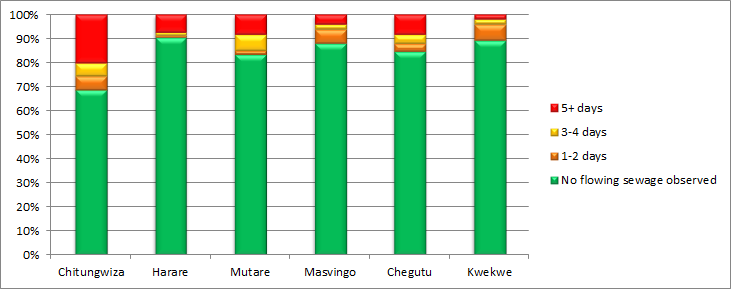 100%
90%
80%
70%
60%
50%
40%
30%
20%
10%
0%
Chitungwiza Harare Mutare Masvingo Chegutu Kwekwe
5+ days
3-4 days
1-2 days
No flowing sewage observed